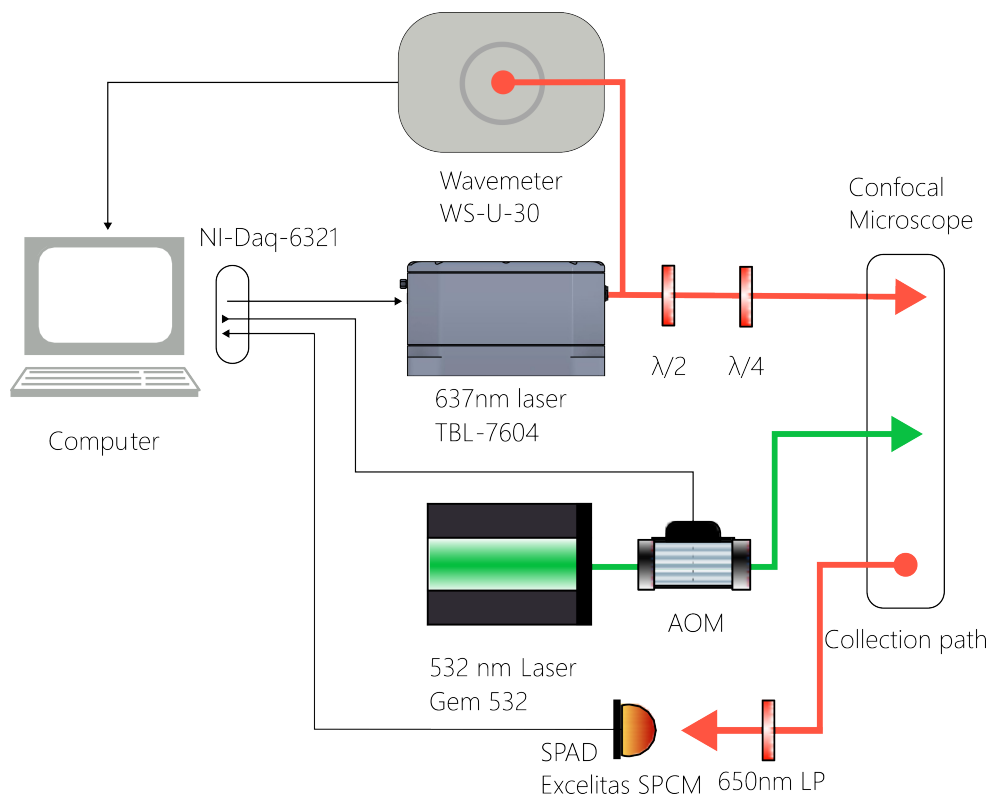 Wavemeter
WS-U-30
Confocal
Microscope
NI-Daq-6321
λ/2
λ/4
637nm laser
TBL-7604
Computer
AOM
Collection path
532 nm Laser
Gem 532
SPAD
Excelitas SPCM
650nm LP